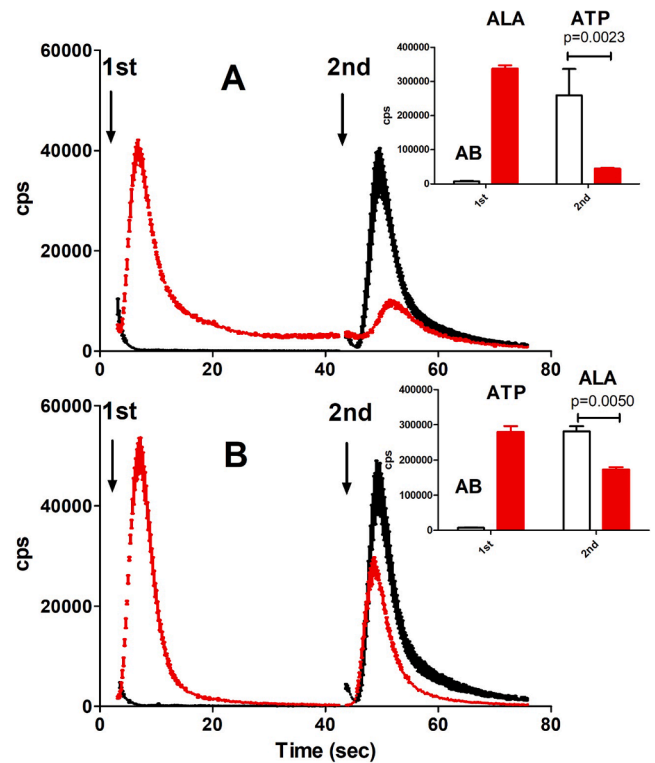 ALA ATP
p=0.0023
400000
300000
cps
200000
100000
0
AB
1st 2nd
60000
40000
20000
0
cps
1st
A
2nd
0 20 40 60 80
ATP ALA
p=0.0050
400000
300000
cps
200000
100000
0
AB
1st 2nd
60000
40000
20000
0
cps
1st
B
2nd
0 20 40 60 80
Time (sec)